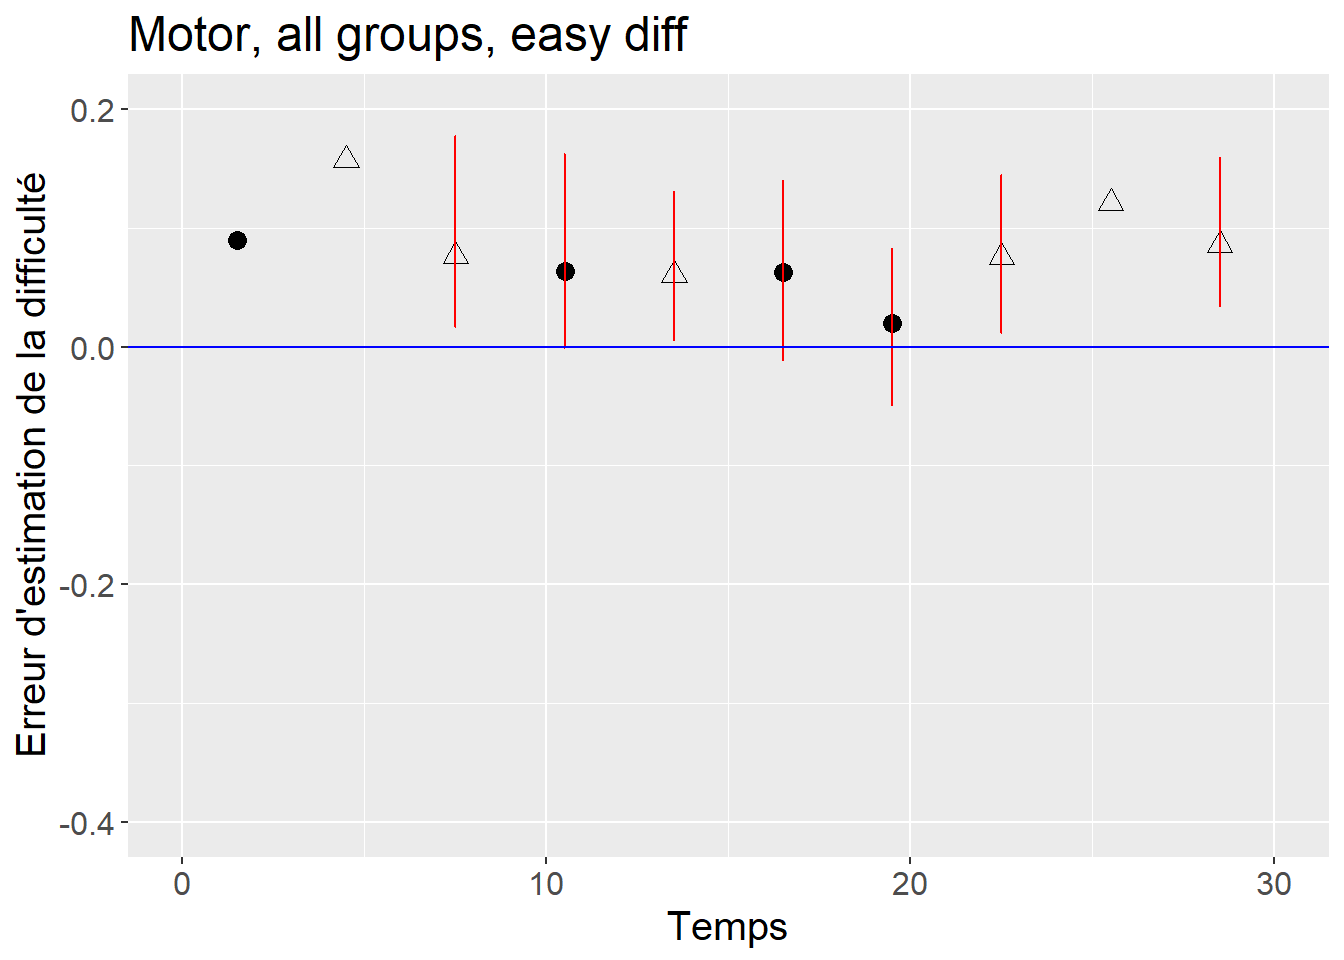 Motor, all groups, easy diff
Erreur d'estimation de la difficulté
0.2
0.0
-0.2
-0.4
0 10 20 30
Temps